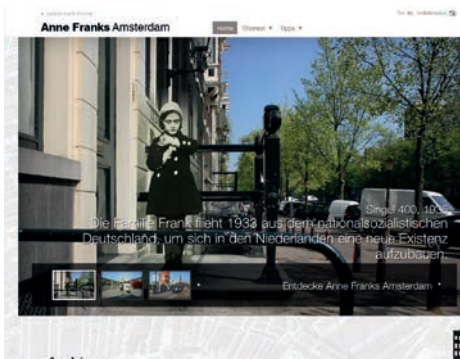 Anne Franks Amsterdam
Home Themen Tipps
Singel 400, 1934
Die Familie Frank flieht 1933 aus dem nationalsozialistischen
Deutschland, um sich in den Niederlanden eine neue Existenz
aufzubauen.
Entdecke Anne Franks Amsterdam